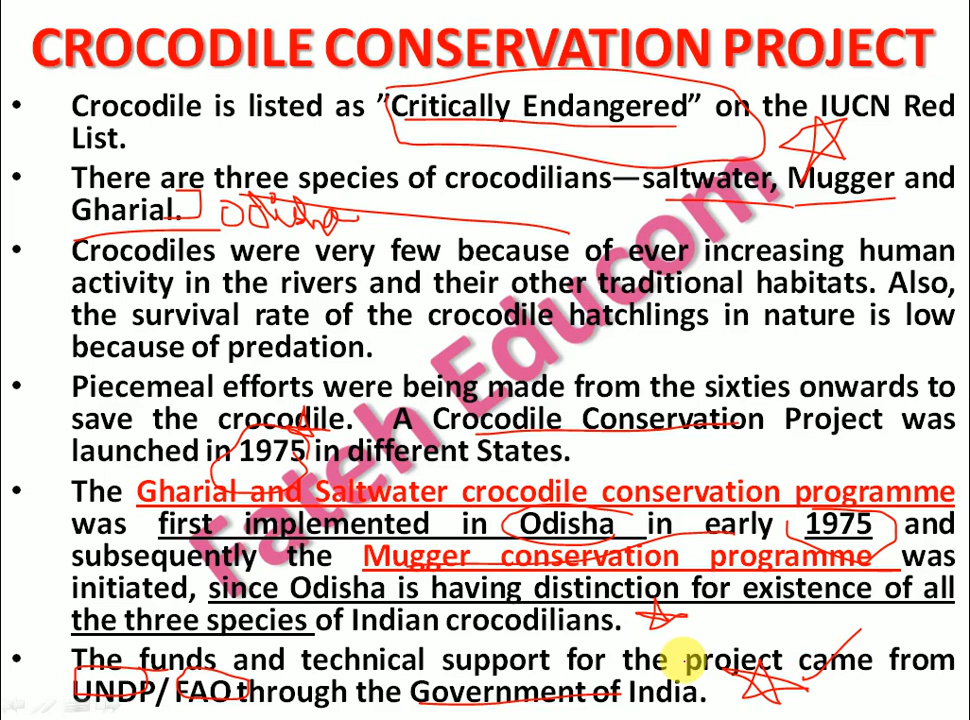 CROCODILE CONSERVATION PROJECT
• Crocodile is listed as ”Critically Endangered” on the IUCN Red
List.
• There are three species of crocodilians—saltwater, Mugger and
Gharial. odisha
• Crocodiles were very few because of ever increasing human
activity in the rivers and their other traditional habitats. Also,
the survival rate of the crocodile hatchlings in nature is low
because of predation.
• Piecemeal efforts were being made from the sixties onwards to
save the crocodile. A Crocodile Conservation Project was
launched in 1975 in different States.
• The Gharial and Saltwater crocodile conservation programme
was first implemented in Odisha in early 1975 and
subsequently the Mugger conservation programme was
initiated, since Odisha is having distinction for existence of all
the three species of Indian crocodilians.
• The funds and technical support for the project came from
UNDP/ FAO through the Government of India.
Fateh Educom